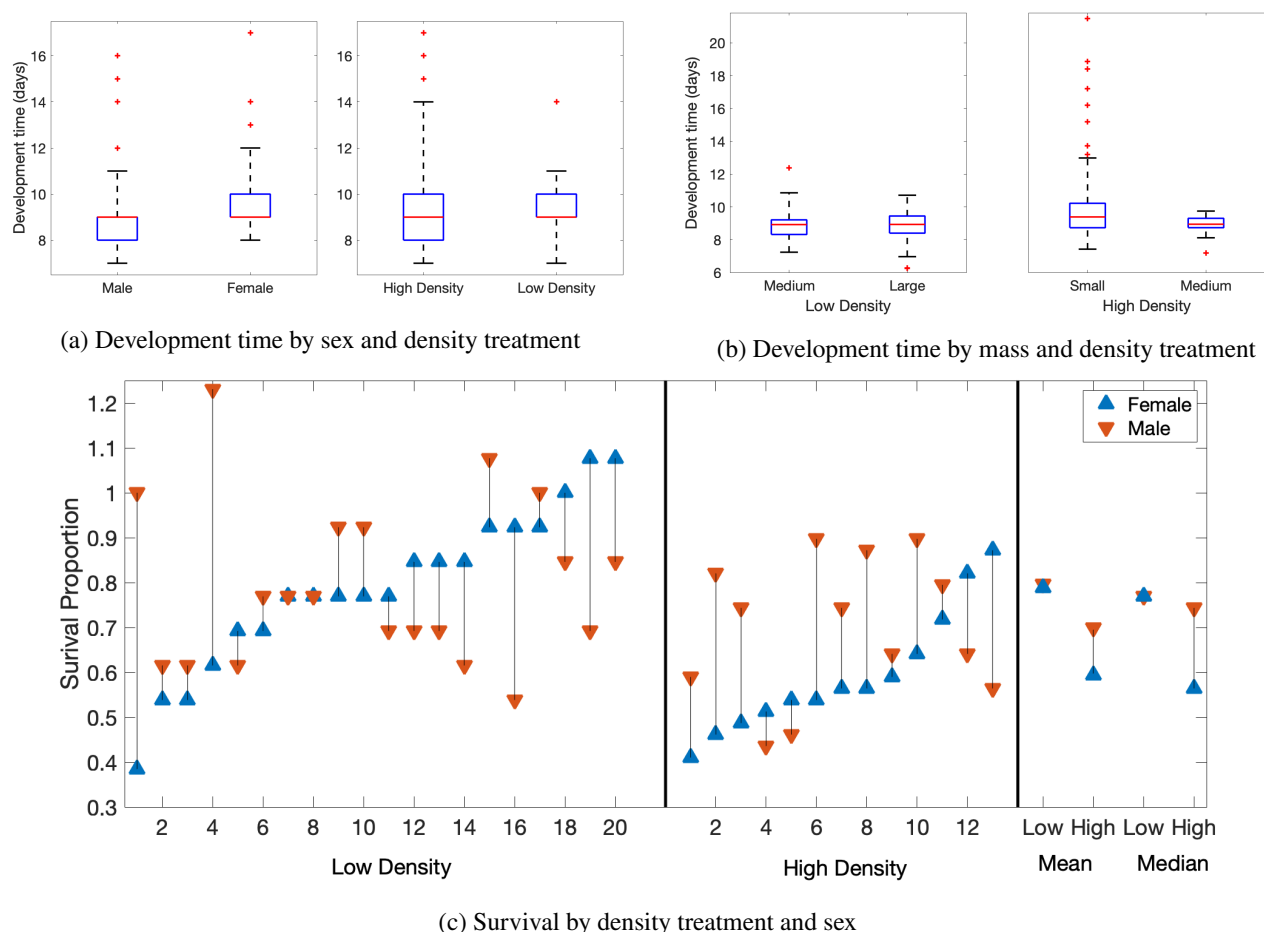 16
14
12
10
8
Development time (days)
Male
Female
16
14
12
10
8
High Density
Low Density
(a) Development time by sex and density treatment
20
18
16
14
12
10
8
6
Development time (days)
Medium
Large
Low Density
Small
Medium
High Density
(b) Development time by mass and density treatment
1.2
1.1
1
0.9
0.8
0.7
0.6
0.5
0.4
0.3
Surival Proportion
Female
Male
2 4 6 8 10 12 14 16 18 20
Low Density
2 4 6 8 10 12
High Density
Low High Low High
Mean Median
(c) Survival by density treatment and sex